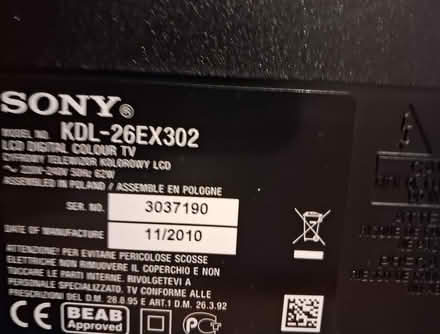 SONY®
MODEL NO. KDL-26EX302
LCD DIGITAL COLOUR TV
CYFROWY TELEWIZOR KOLOROWY LCD
~ 220V-240V 50Hz 62W
ASSEMBLED IN POLAND / ASSEMBLE EN POLOGNE
SER. NO. 3037190
DATE OF MANUFACTURE 11/2010
ATTENZIONE! PER EVITARE PERICOLOSE SCOSSE
ELETTRICHE NON RIMUOVERE IL COPERCHIO E NON
TOCCARE LE PARTI INTERNE. RIVOLGETEVI A
PERSONALE SPECIALIZZATO. TV CONFORME ALLE
PRESCRIZIONI DEL D.M. 28.8.95 E ART.1 D.M. 26.3.92
CE BEAB
Approved